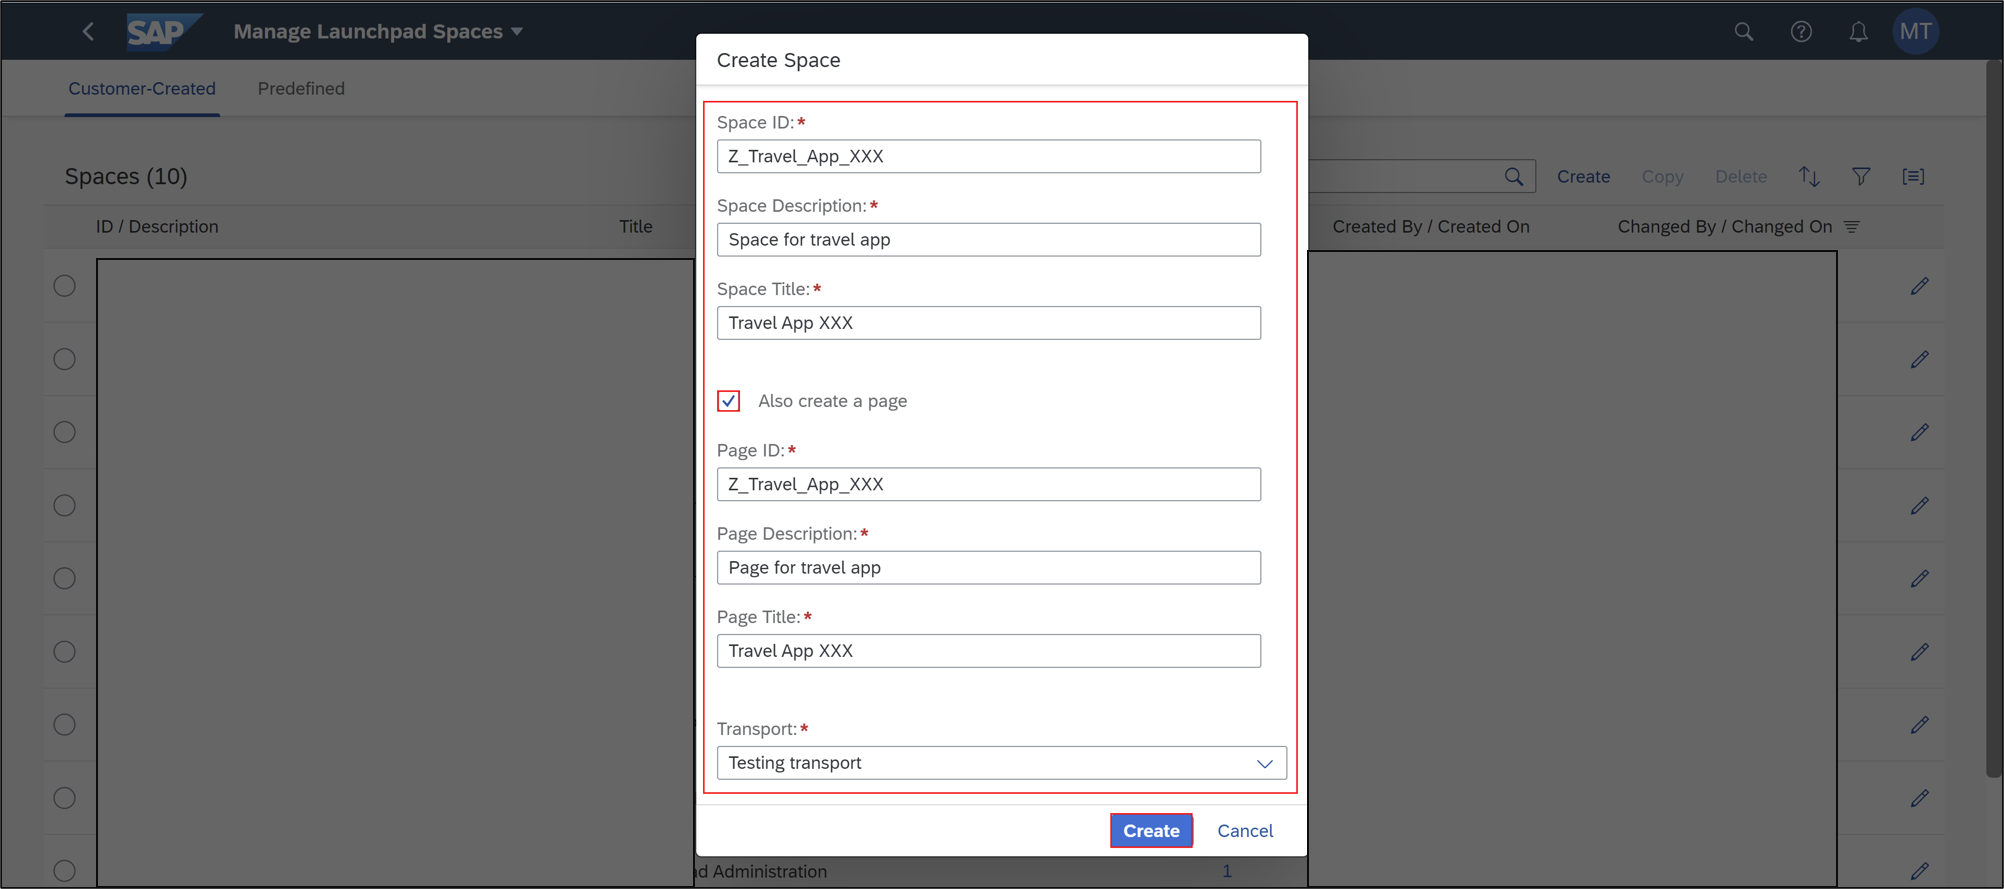 SAP Manage Launchpad Spaces
MT
Customer-Created Predefined
Spaces (10)
Create Copy Delete
ID / Description Title Created By / Created On Changed By / Changed On
Create Space
Space ID:*
Z_Travel_App_XXX
Space Description:*
Space for travel app
Space Title:*
Travel App XXX
Also create a page
Page ID:*
Z_Travel_App_XXX
Page Description:*
Page for travel app
Page Title:*
Travel App XXX
Transport:*
Testing transport
Create Cancel
Administration 1